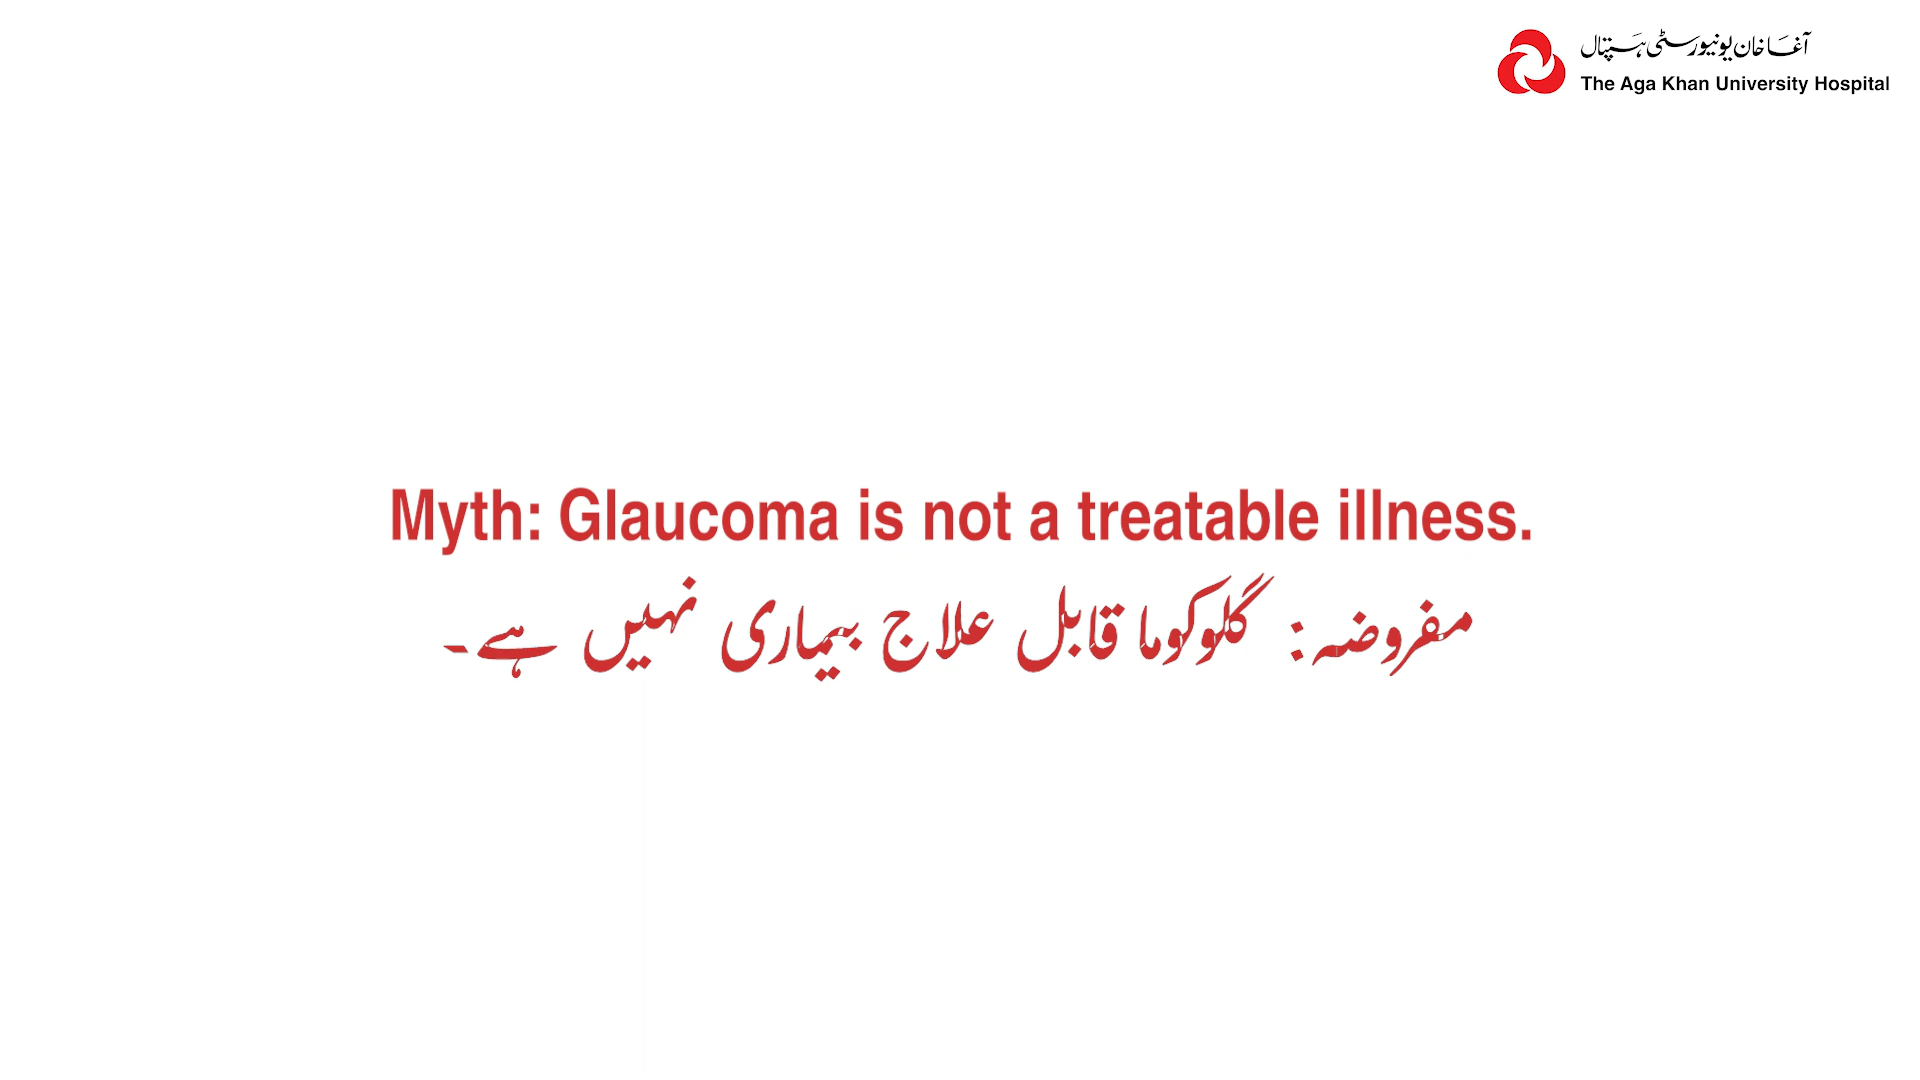 آغا خان یونیورسٹی ہسپتال
The Aga Khan University Hospital
Myth: Glaucoma is not a treatable illness.
مفروضہ: گلوکوما قابل علاج بیماری نہیں ہے۔